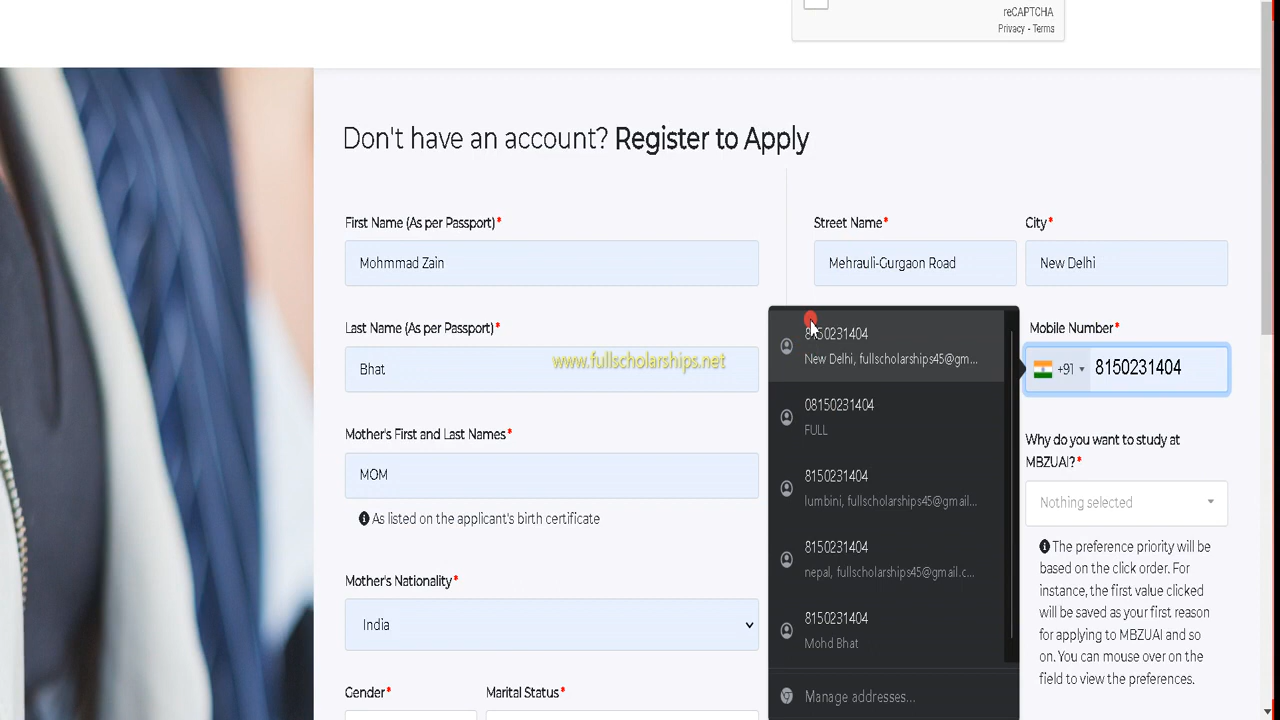 reCAPTCHA
Privacy - Terms
Don't have an account? Register to Apply
First Name (As per Passport)*
Mohmmad Zain
Last Name (As per Passport)*
Bhat
www.fullscholarships.net
Mother's First and Last Names*
MOM
As listed on the applicant's birth certificate
Mother's Nationality*
India
Gender*
Marital Status*
Street Name*
Mehrauli-Gurgaon Road
City*
New Delhi
8150231404
New Delhi, fullscholarships45@gm...
08150231404
FULL
8150231404
lumbini, fullscholarships45@gmail...
8150231404
nepal, fullscholarships45@gmail.c...
8150231404
Mohd Bhat
Manage addresses...
Mobile Number*
+91 8150231404
Why do you want to study at
MBZUAI?*
Nothing selected
The preference priority will be
based on the click order. For
instance, the first value clicked
will be saved as your first reason
for applying to MBZUAI and so
on. You can mouse over on the
field to view the preferences.